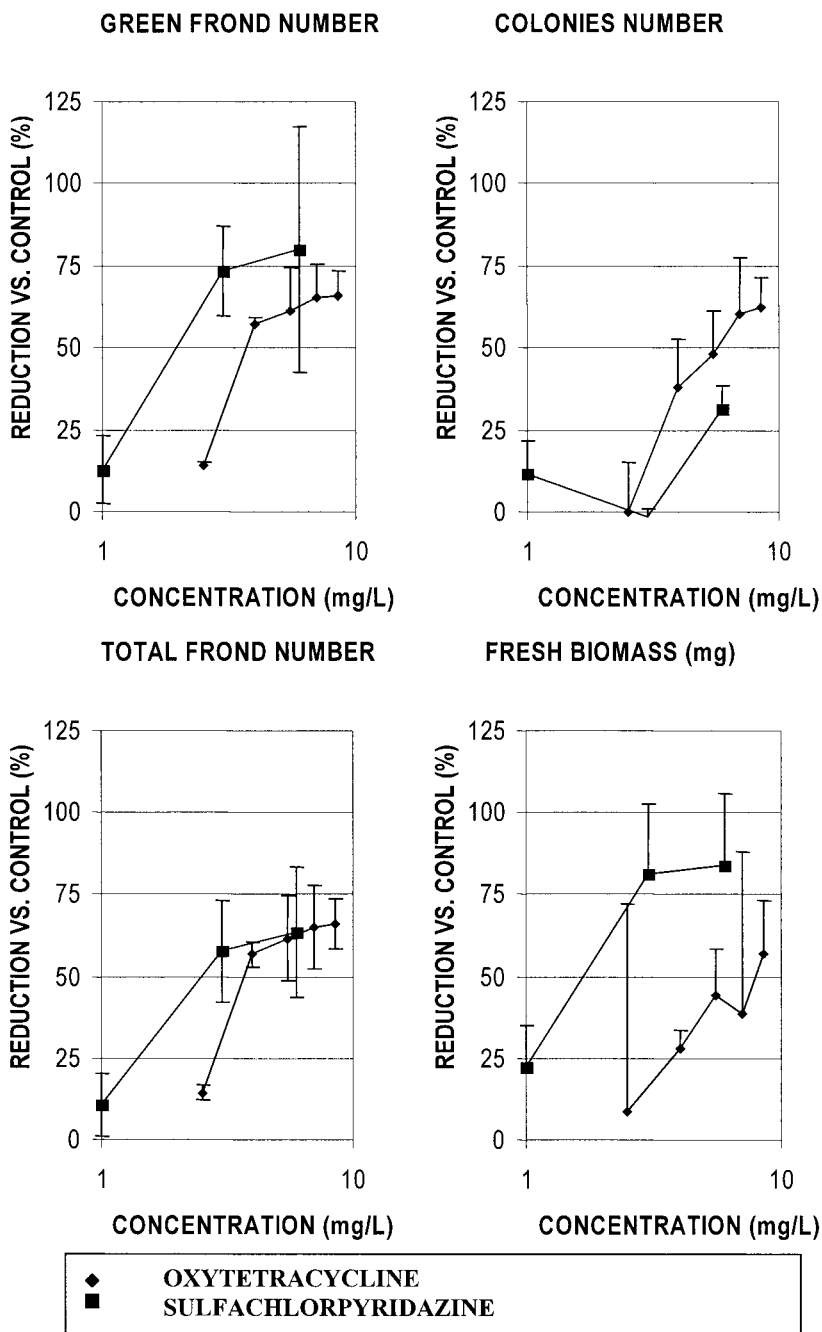 GREEN FROND NUMBER
REDUCTION VS. CONTROL (%)
125
100
75
50
25
0
1
10
CONCENTRATION (mg/L)
COLONIES NUMBER
REDUCTION VS. CONTROL (%)
125
100
75
50
25
0
1
10
CONCENTRATION (mg/L)
TOTAL FROND NUMBER
REDUCTION VS. CONTROL (%)
125
100
75
50
25
0
1
10
CONCENTRATION (mg/L)
FRESH BIOMASS (mg)
REDUCTION VS. CONTROL (%)
125
100
75
50
25
0
1
10
CONCENTRATION (mg/L)
OXYTETRACYCLINE
SULFACHLORPYRIDAZINE